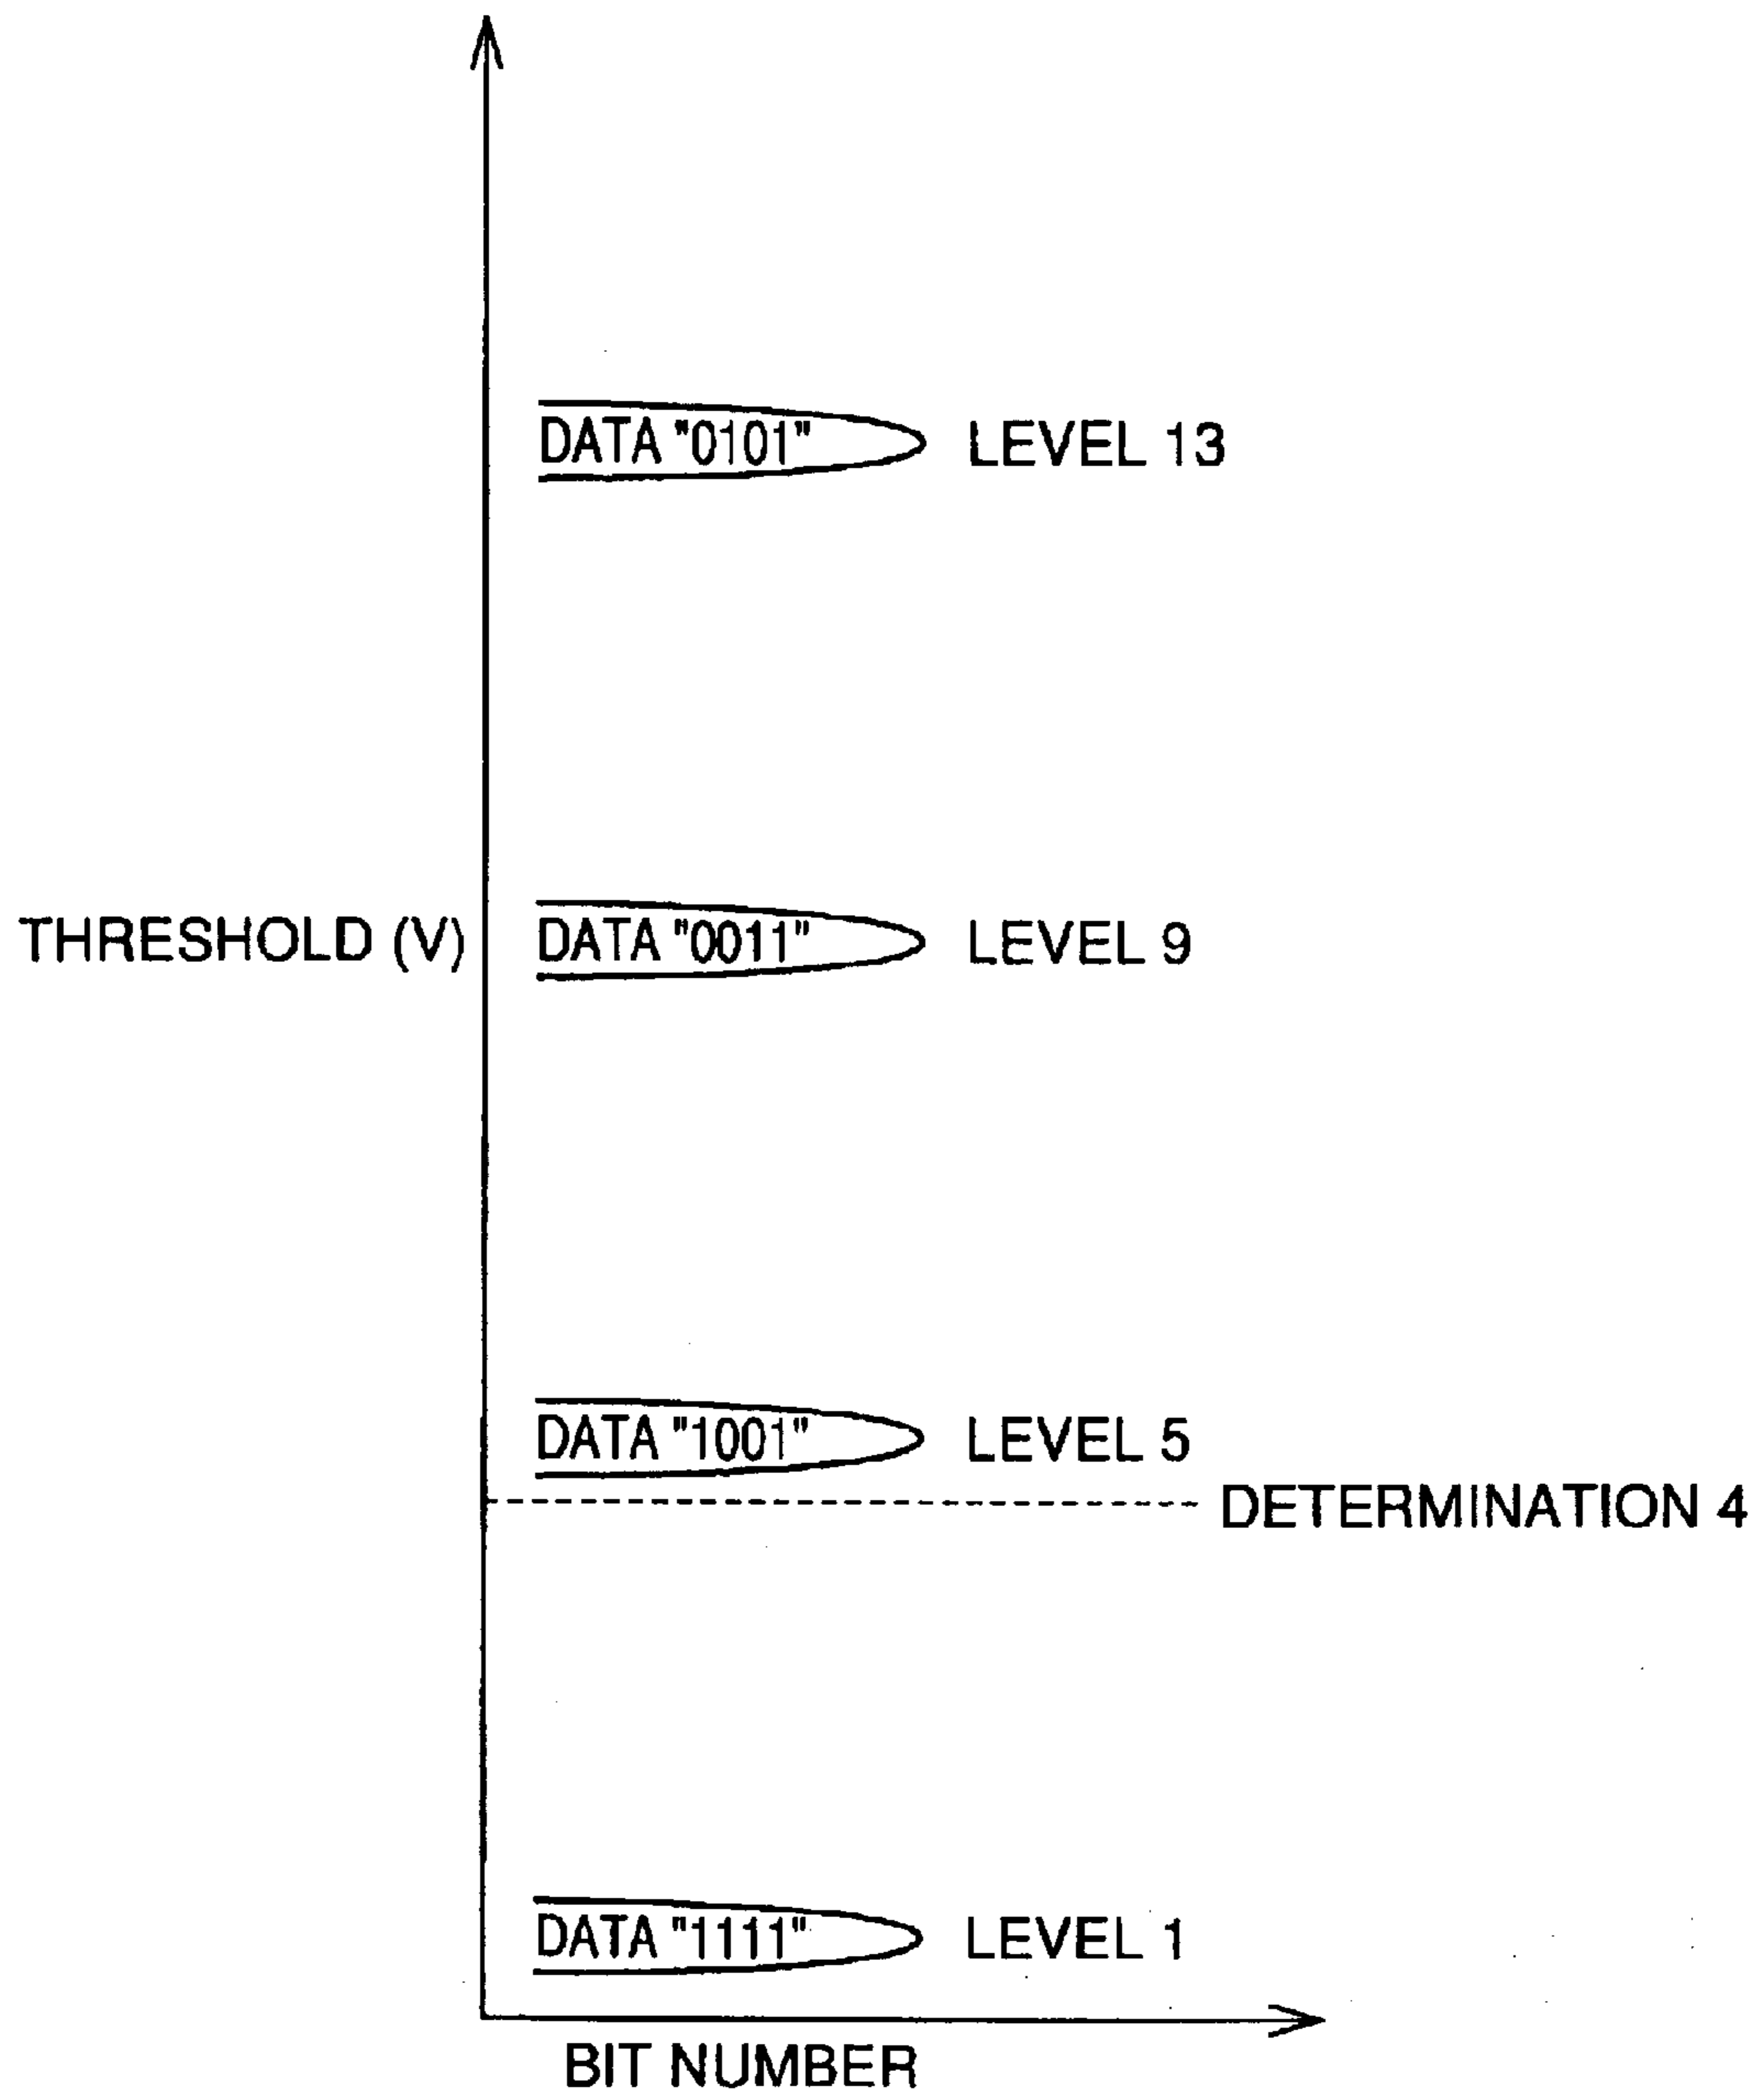 DATA "0101" LEVEL 13
THRESHOLD (V) DATA "0011" LEVEL 9
DATA "1001" LEVEL 5
DETERMINATION 4
DATA "1111" LEVEL 1
BIT NUMBER